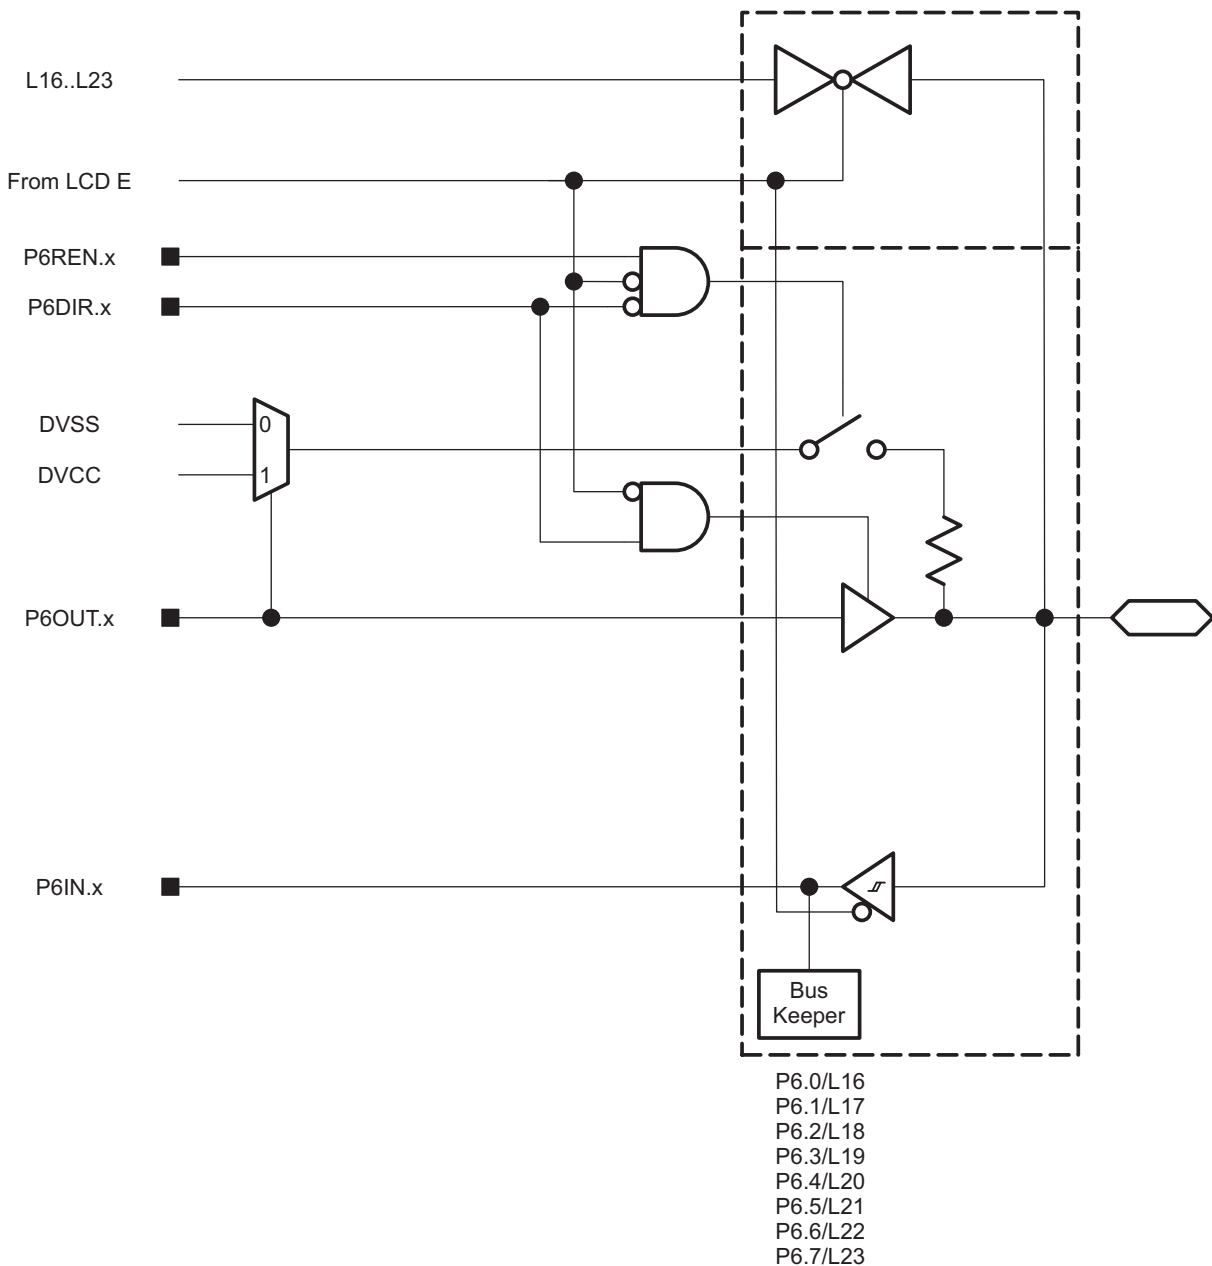 L16..L23
From LCD E
P6REN.x
P6DIR.x
DVSS
0
DVCC
1
P6OUT.x
P6IN.x
Bus
Keeper
P6.0/L16
P6.1/L17
P6.2/L18
P6.3/L19
P6.4/L20
P6.5/L21
P6.6/L22
P6.7/L23